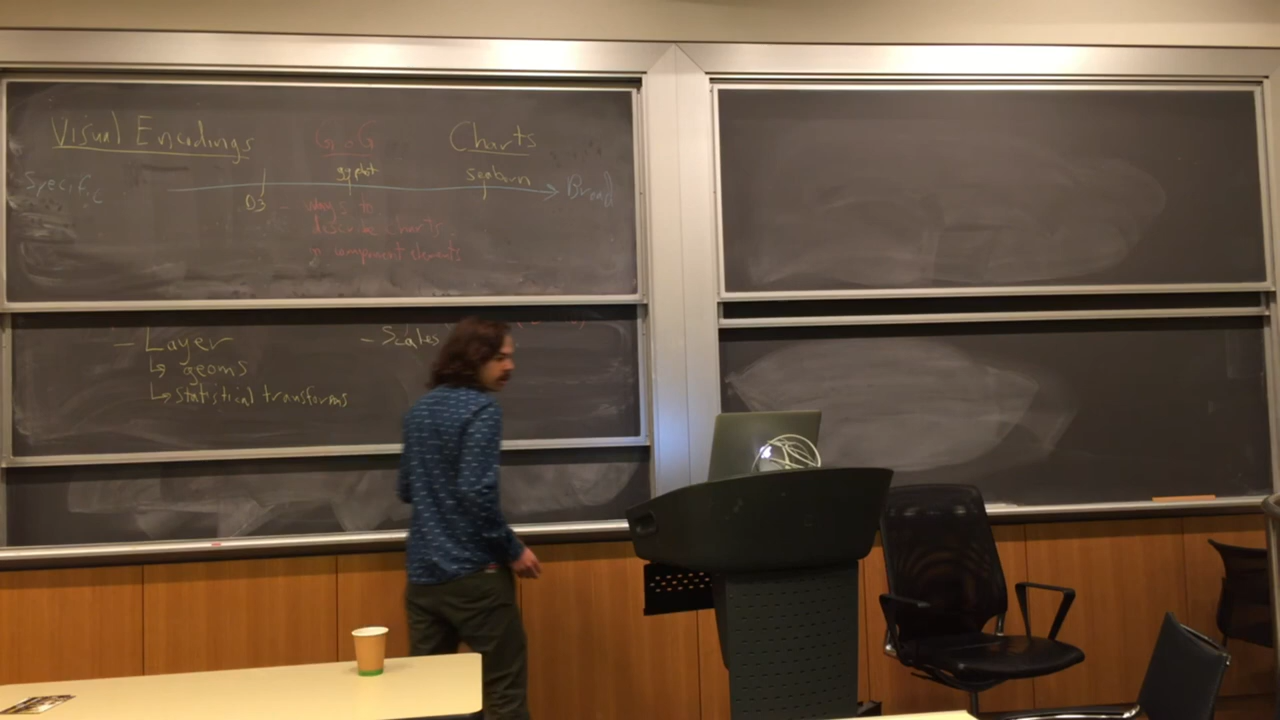 Visual Encodings
GoG
Charts
ggplot
seaborn
Specific
Broad
D3
- ways to
describe charts
component elements
- Layer
↳ geoms
↳ statistical transforms
- Scales